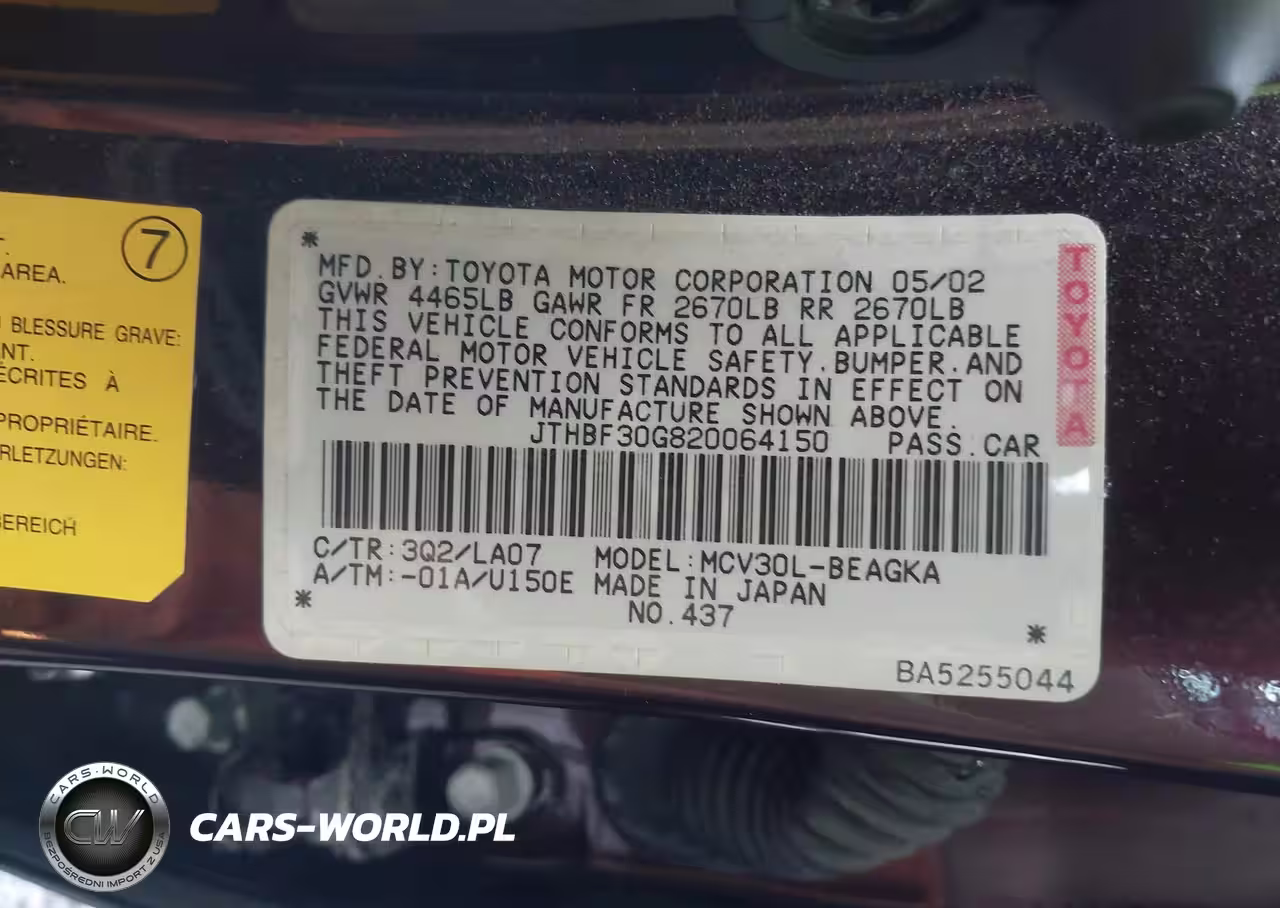 7
T.
AREA.
BLESSURE GRAVE:
NT.
ÉCRITES À
PROPRIÉTAIRE.
RLETZUNGEN:
BEREICH
MFD.BY:TOYOTA MOTOR CORPORATION 05/02
GVWR 4465LB GAWR FR 2670LB RR 2670LB
THIS VEHICLE CONFORMS TO ALL APPLICABLE
FEDERAL MOTOR VEHICLE SAFETY.BUMPER.AND
THEFT PREVENTION STANDARDS IN EFFECT ON
THE DATE OF MANUFACTURE SHOWN ABOVE.
JTHBF30G820064150 PASS.CAR
C/TR:3Q2/LA07 MODEL:MCV30L-BEAGKA
A/TM:-01A/U150E MADE IN JAPAN
NO.437
BA5255044
TOYOTA
CARS-WORLD
CW
BEZPOŚREDNI IMPORT Z USA
CARS-WORLD.PL